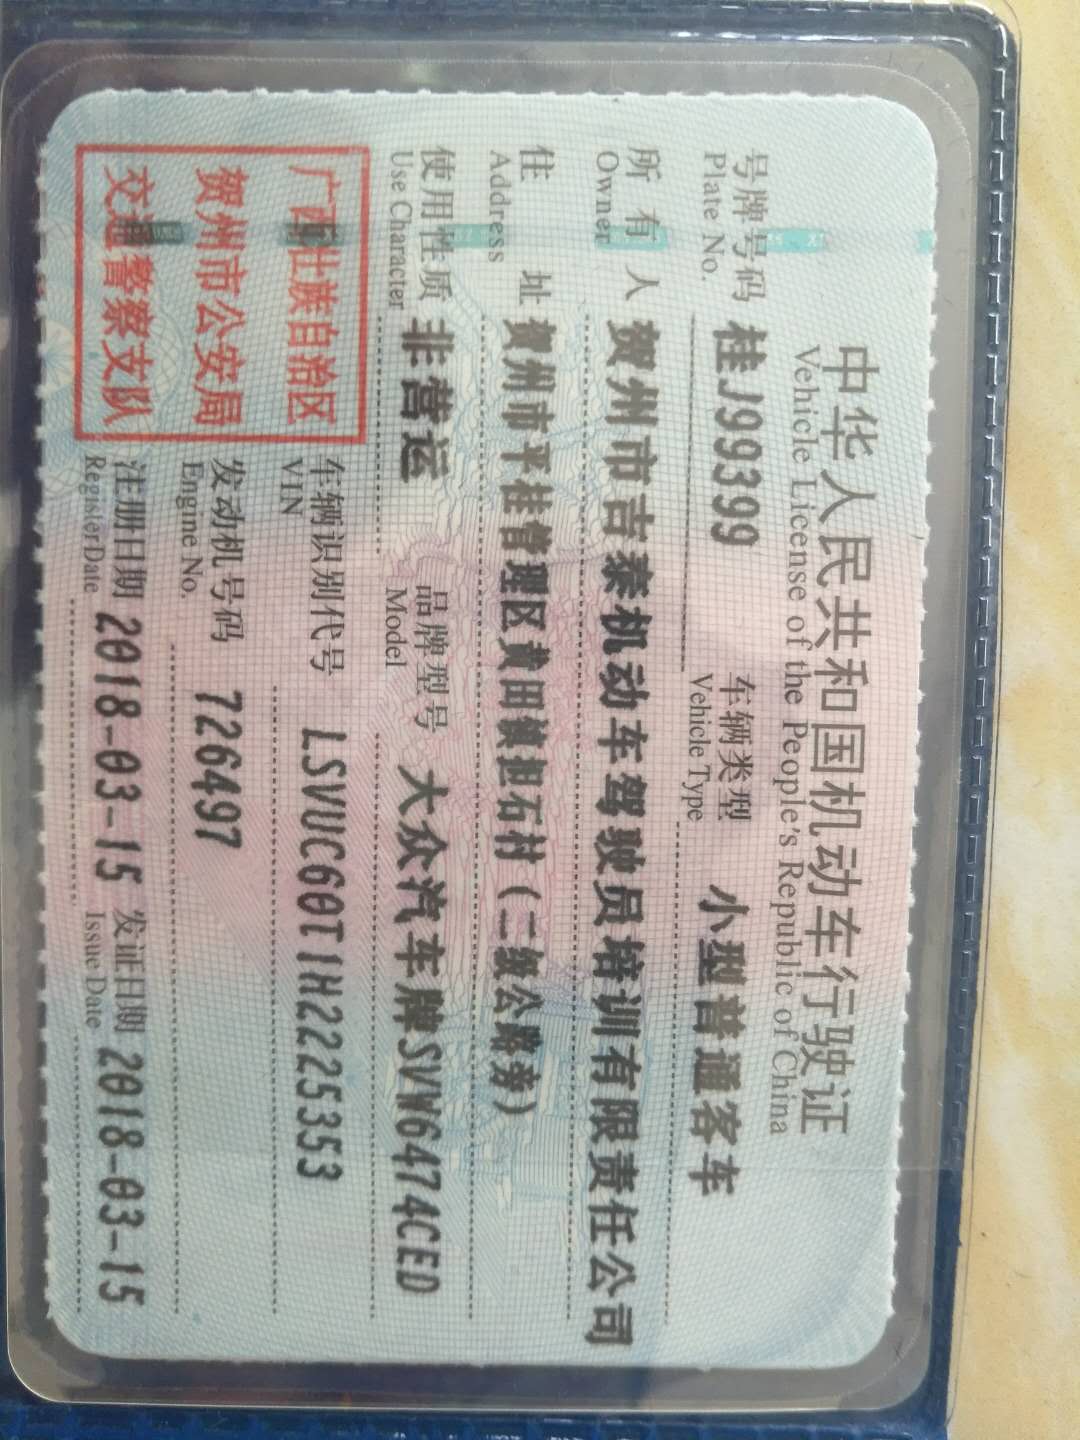 中华人民共和国机动车行驶证
Vehicle License of the People's Republic of China
号牌号码 桂J99399 车辆类型 小型普通客车
Plate No. Vehicle Type
所有人 贺州市吉泰机动车驾驶员培训有限责任公司
Owner
住址 贺州市平桂管理区黄田镇担石村(二级公路旁)
Address
使用性质 非营运 品牌型号 大众汽车牌SVW6474CED
Use Character Model
广西壮族自治区
贺州市公安局
交通警察支队
车辆识别代号 LSVUC60T1H2225353
VIN
发动机号码 726497
Engine No.
注册日期 2018-03-15 发证日期 2018-03-15
Register Date Issue Date